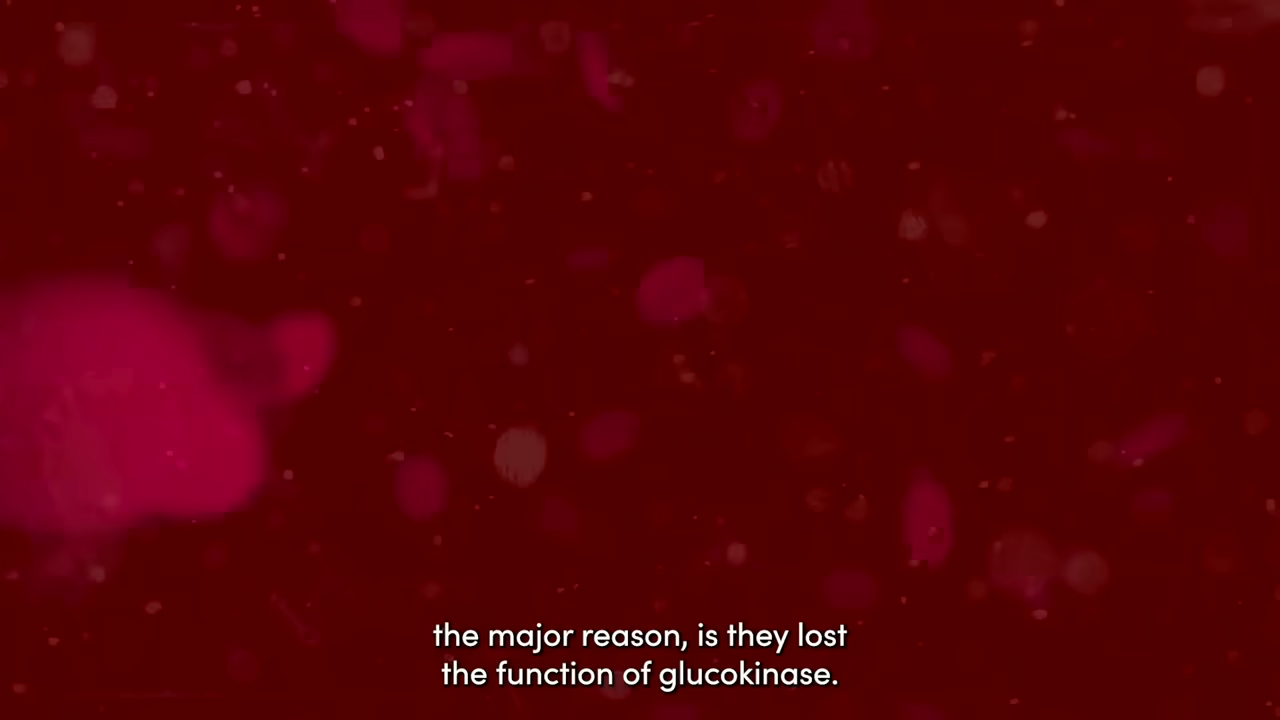 the major reason, is they lost
the function of glucokinase.